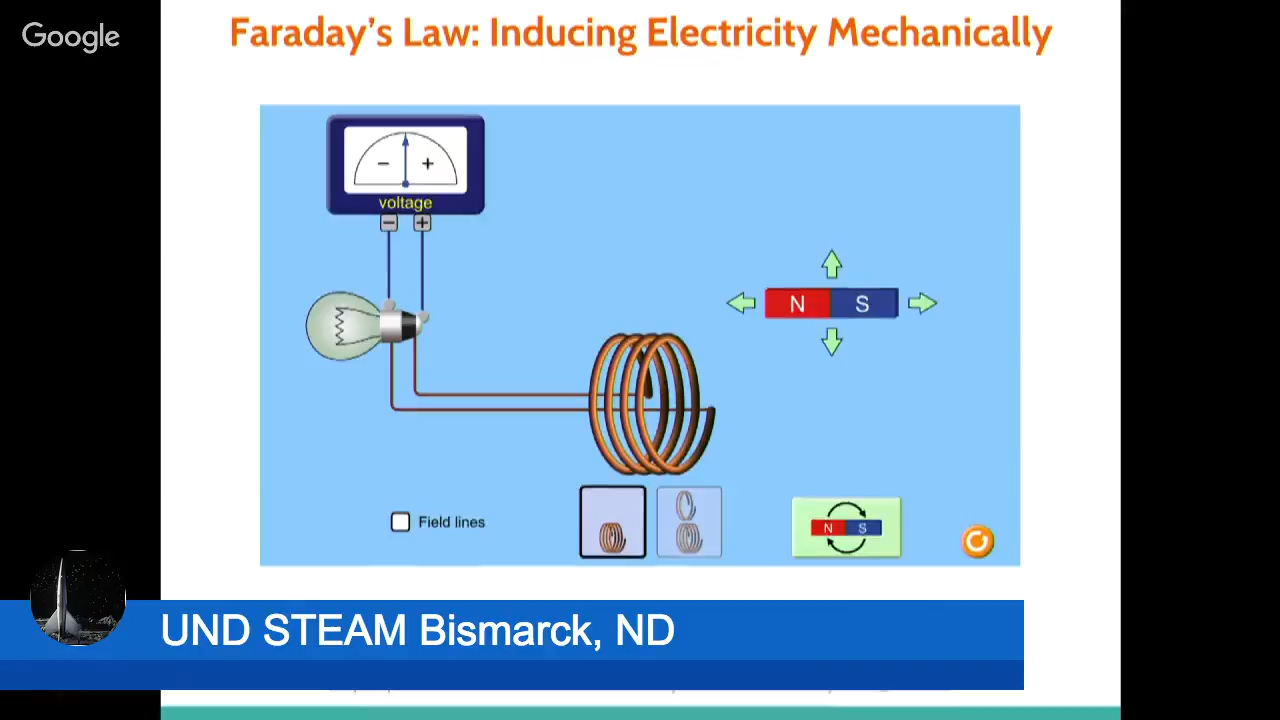 Google
Faraday's Law: Inducing Electricity Mechanically
− +
voltage
− +
N S
Field lines
N S
UND STEAM Bismarck, ND